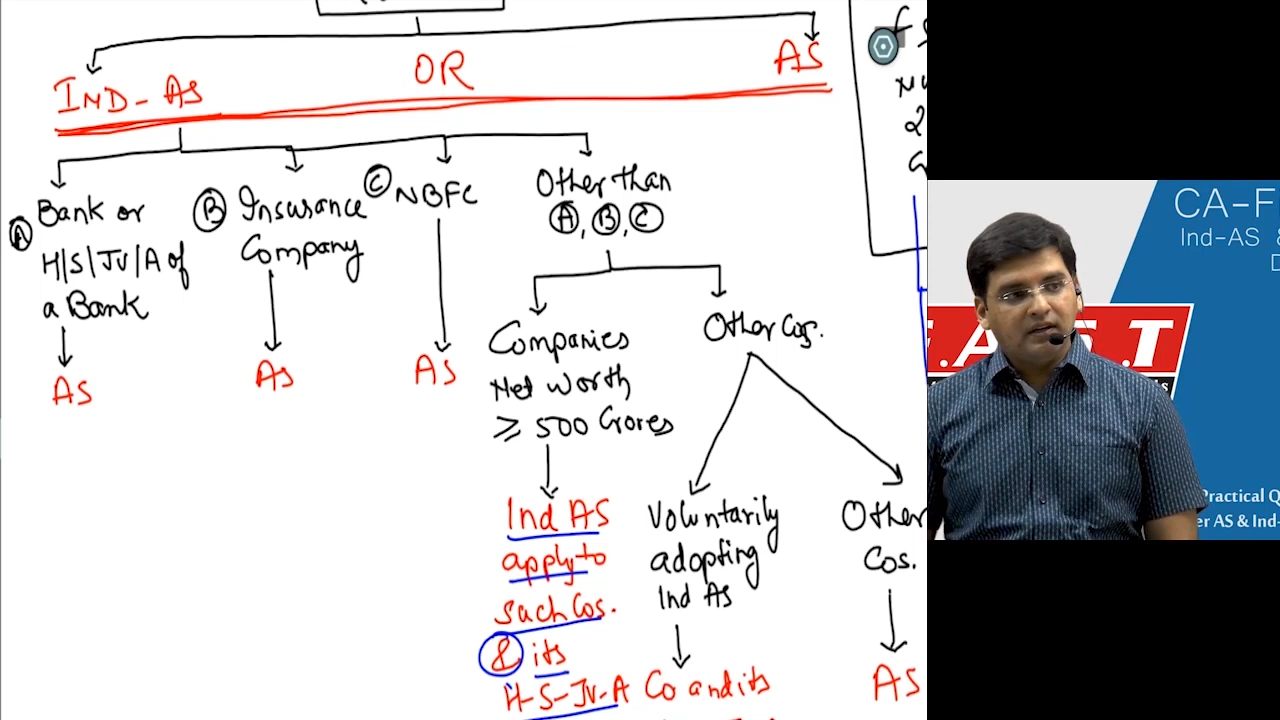 IND-AS
OR
AS
(A) Bank or
H/S/JV/A of
a Bank
AS
(B) Insurance
Company
AS
(C) NBFC
AS
Other than
(A), (B), (C)
Companies
Net worth
≥ 500 Crores
Ind AS
apply to
such Cos.
& its
H-S-JV-A
Other Cos.
Voluntarily
adopting
Ind AS
Co and its
Other
Cos.
AS
2
CA-F
Ind-AS &
D
F.A.S.T
Practical Q
er AS & Ind-